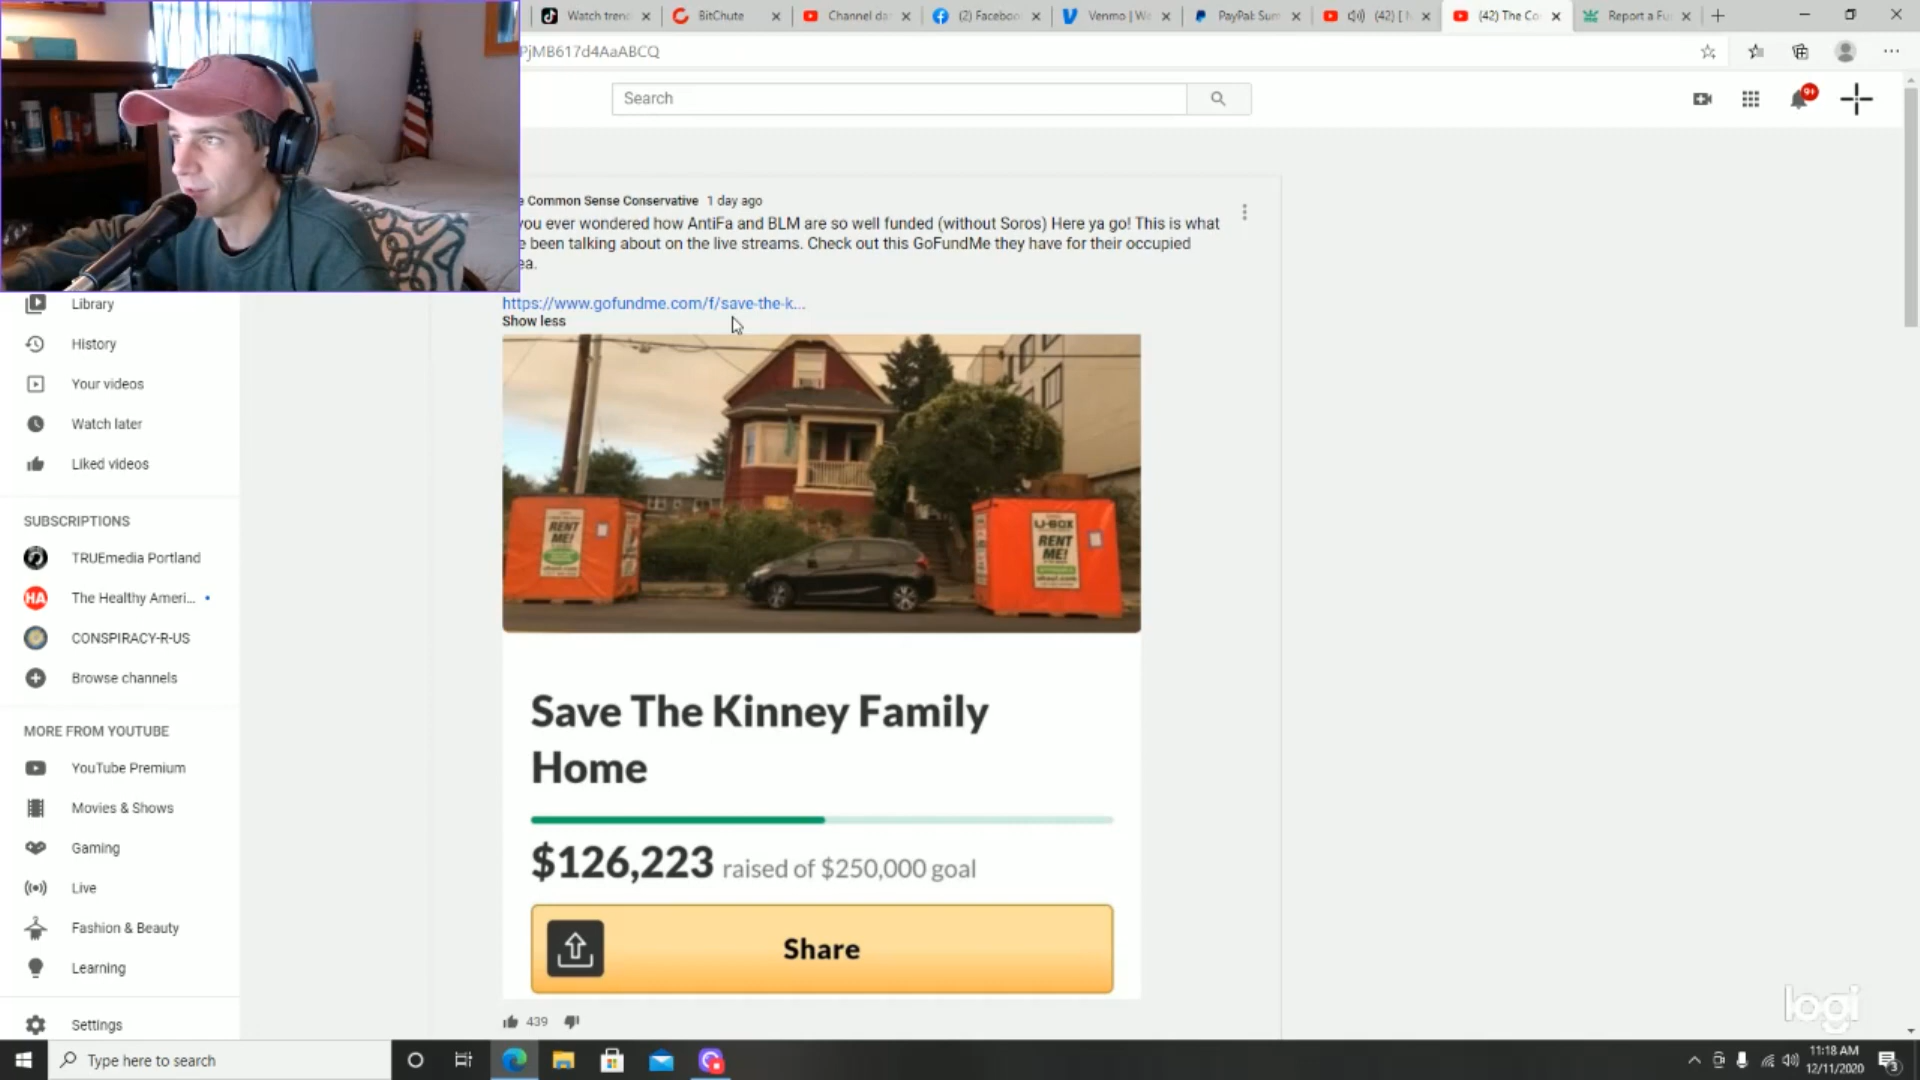 Watch tren
BitChute
Channel da
(2) Faceboo
Venmo | W
PayPal: Sum
(42) [
(42) The Co
Report a Fu
PjMB617d4AaABCQ
Search
9+
Common Sense Conservative 1 day ago
you ever wondered how AntiFa and BLM are so well funded (without Soros) Here ya go! This is what
e been talking about on the live streams. Check out this GoFundMe they have for their occupied
ea.
https://www.gofundme.com/f/save-the-k...
Show less
Library
History
Your videos
Watch later
Liked videos
SUBSCRIPTIONS
TRUEmedia Portland
HA The Healthy Ameri...
CONSPIRACY-R-US
Browse channels
MORE FROM YOUTUBE
YouTube Premium
Movies & Shows
Gaming
Live
Fashion & Beauty
Learning
Settings
RENT
ME!
U-BOX
RENT
ME!
Save The Kinney Family
Home
$126,223 raised of $250,000 goal
Share
439
logi
Type here to search
11:18 AM
12/11/2020
3